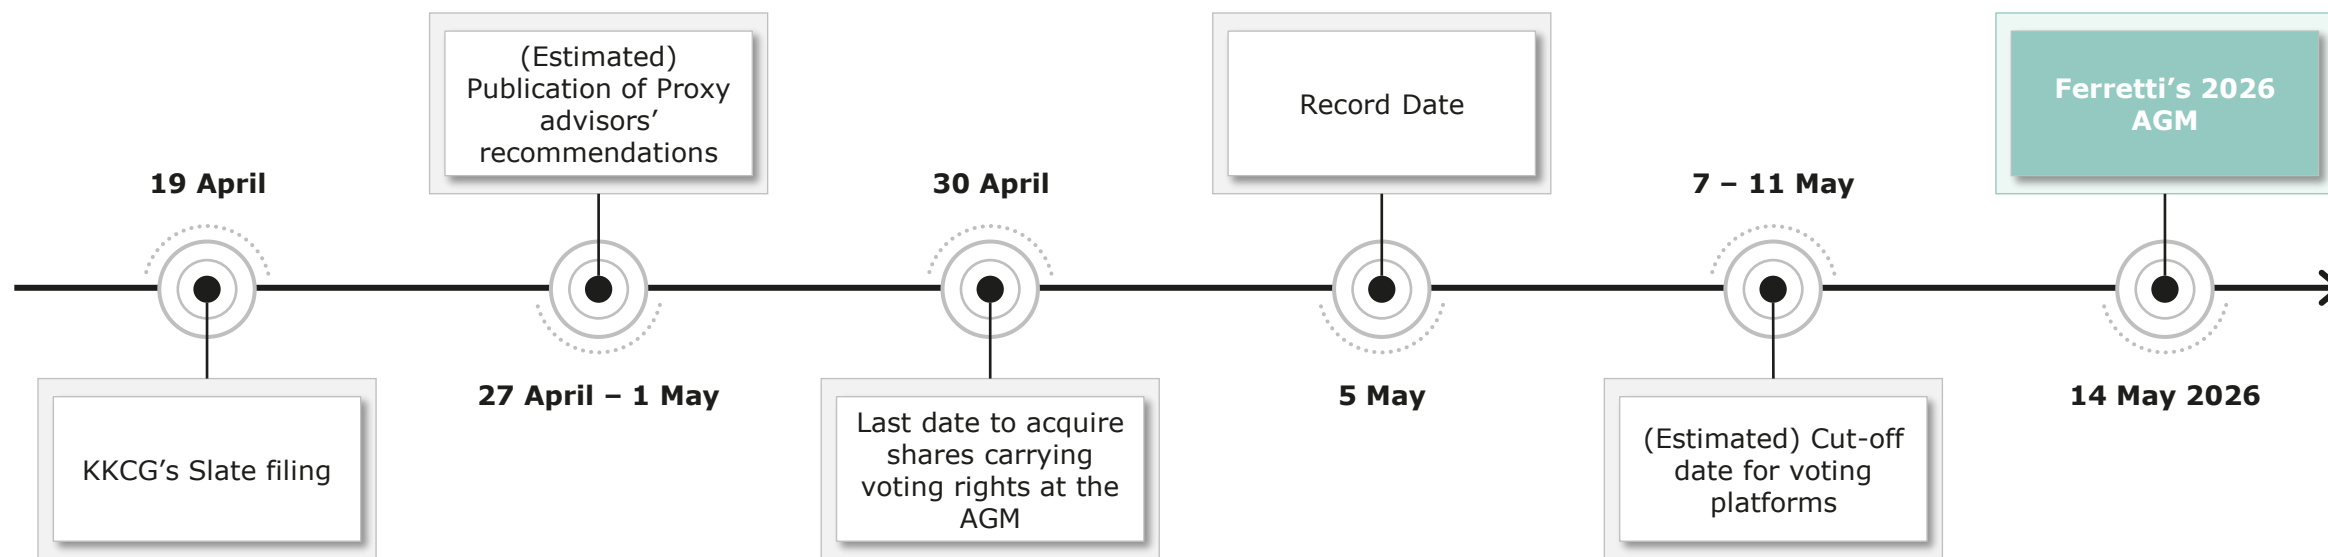 19 April
KKCG’s Slate filing
(Estimated)
Publication of Proxy
advisors’
recommendations
27 April – 1 May
30 April
Last date to acquire
shares carrying
voting rights at the
AGM
Record Date
5 May
7 – 11 May
(Estimated) Cut-off
date for voting
platforms
Ferretti’s 2026
AGM
14 May 2026